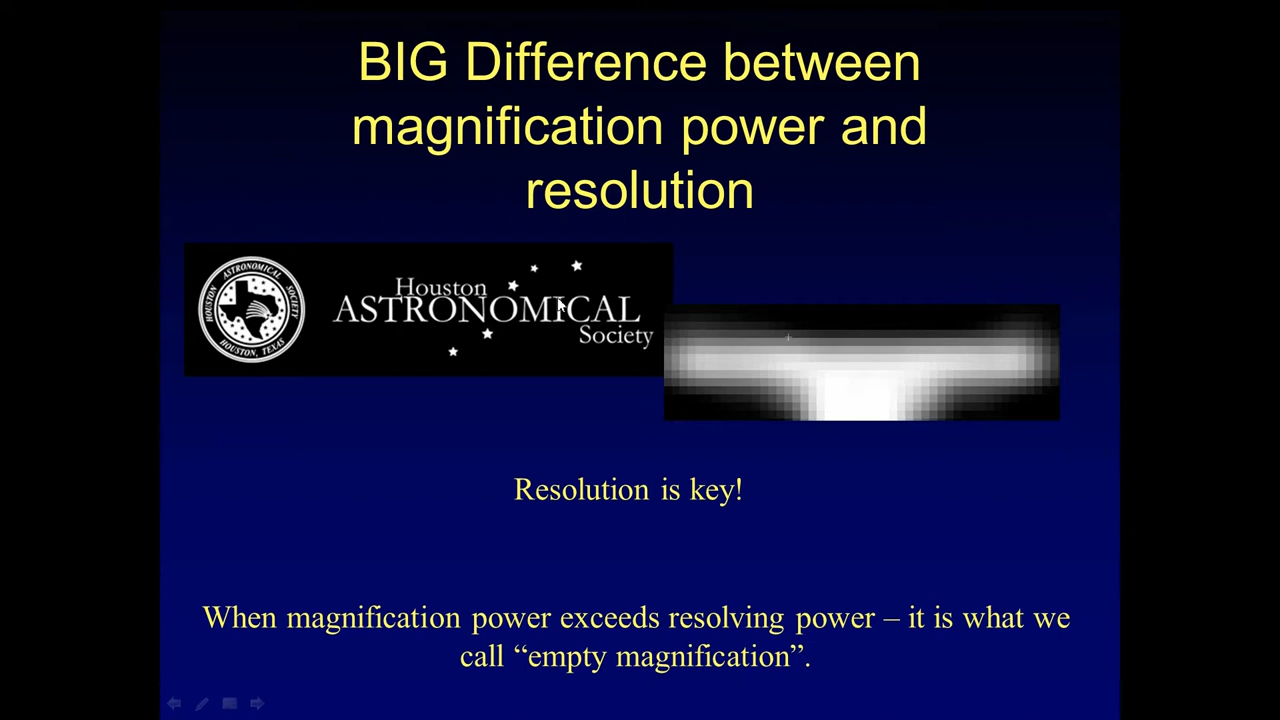 BIG Difference between
magnification power and
resolution
HOUSTON ASTRONOMICAL SOCIETY
HOUSTON, TEXAS
Houston
ASTRONOMICAL
Society
Resolution is key!
When magnification power exceeds resolving power – it is what we
call “empty magnification”.